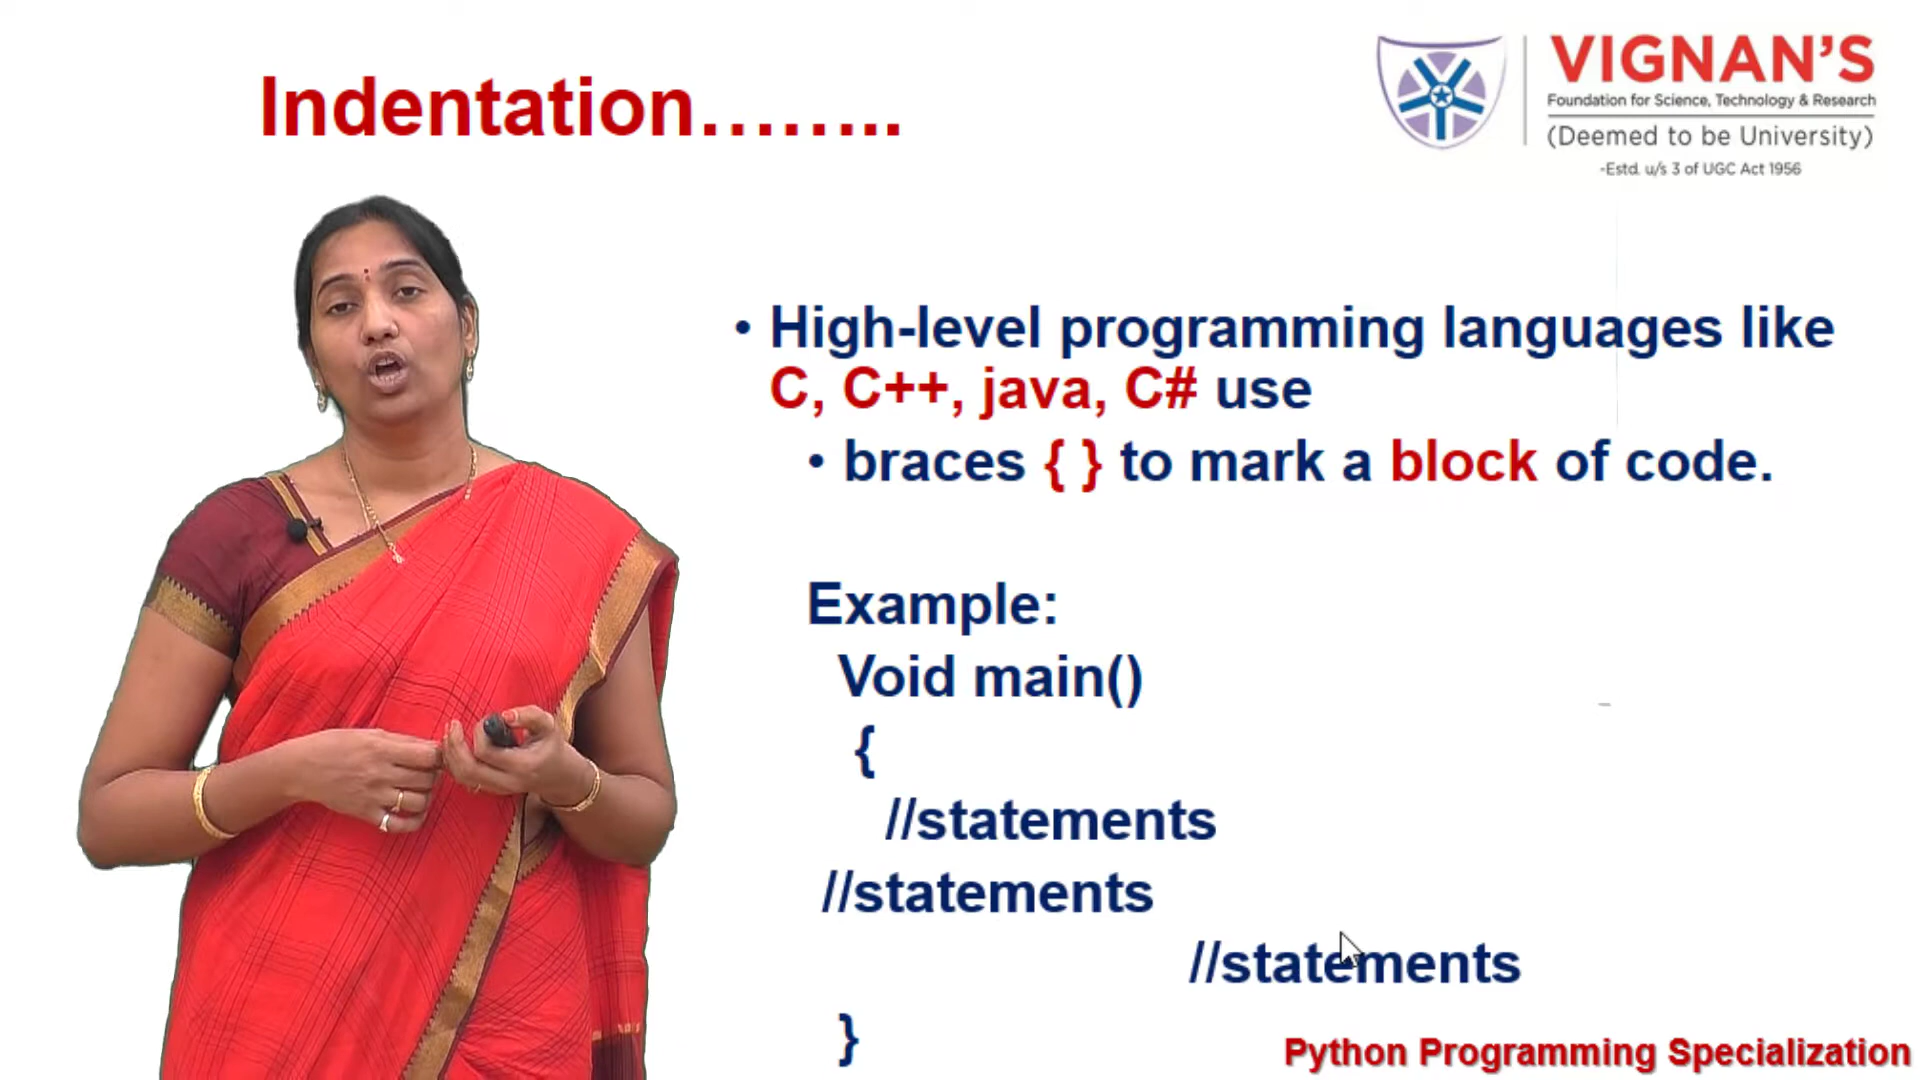 Indentation……..
VIGNAN'S
Foundation for Science, Technology & Research
(Deemed to be University)
-Estd. u/s 3 of UGC Act 1956
• High-level programming languages like
C, C++, java, C# use
• braces { } to mark a block of code.
Example:
Void main()
{
//statements
//statements
//statements
}
Python Programming Specialization